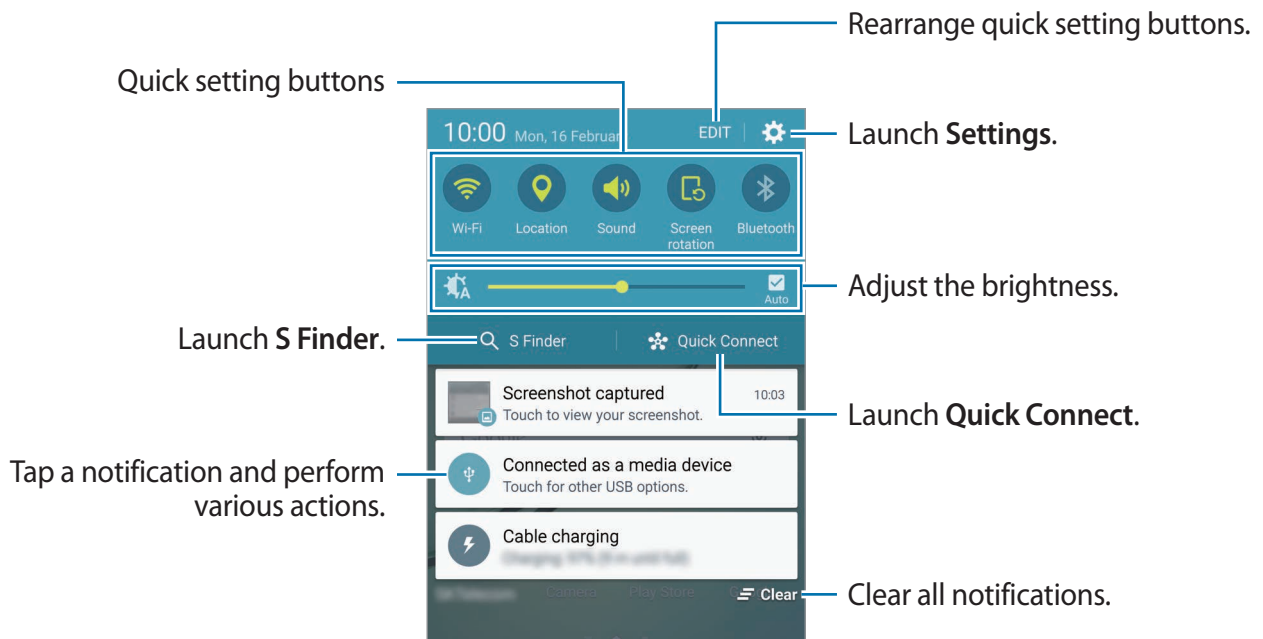 Rearrange quick setting buttons.
Quick setting buttons
10:00 Mon, 16 Februar
EDIT
Launch Settings.
Wi-Fi
Location
Sound
Screen
rotation
Bluetooth
Adjust the brightness.
A
Auto
Launch S Finder.
S Finder
Quick Connect
Screenshot captured
10:03
Touch to view your screenshot.
Launch Quick Connect.
Tap a notification and perform
various actions.
Connected as a media device
Touch for other USB options.
Cable charging
Camera
Play Store
Clear
Clear all notifications.